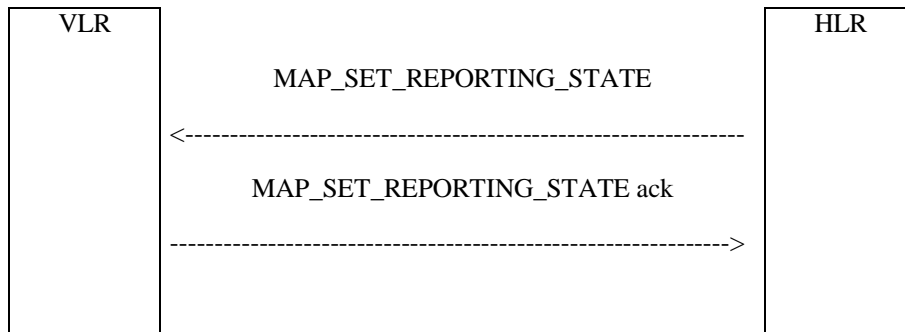 VLR HLR
MAP_SET_REPORTING_STATE
<---------------------------------------------------------------
MAP_SET_REPORTING_STATE ack
--------------------------------------------------------------->